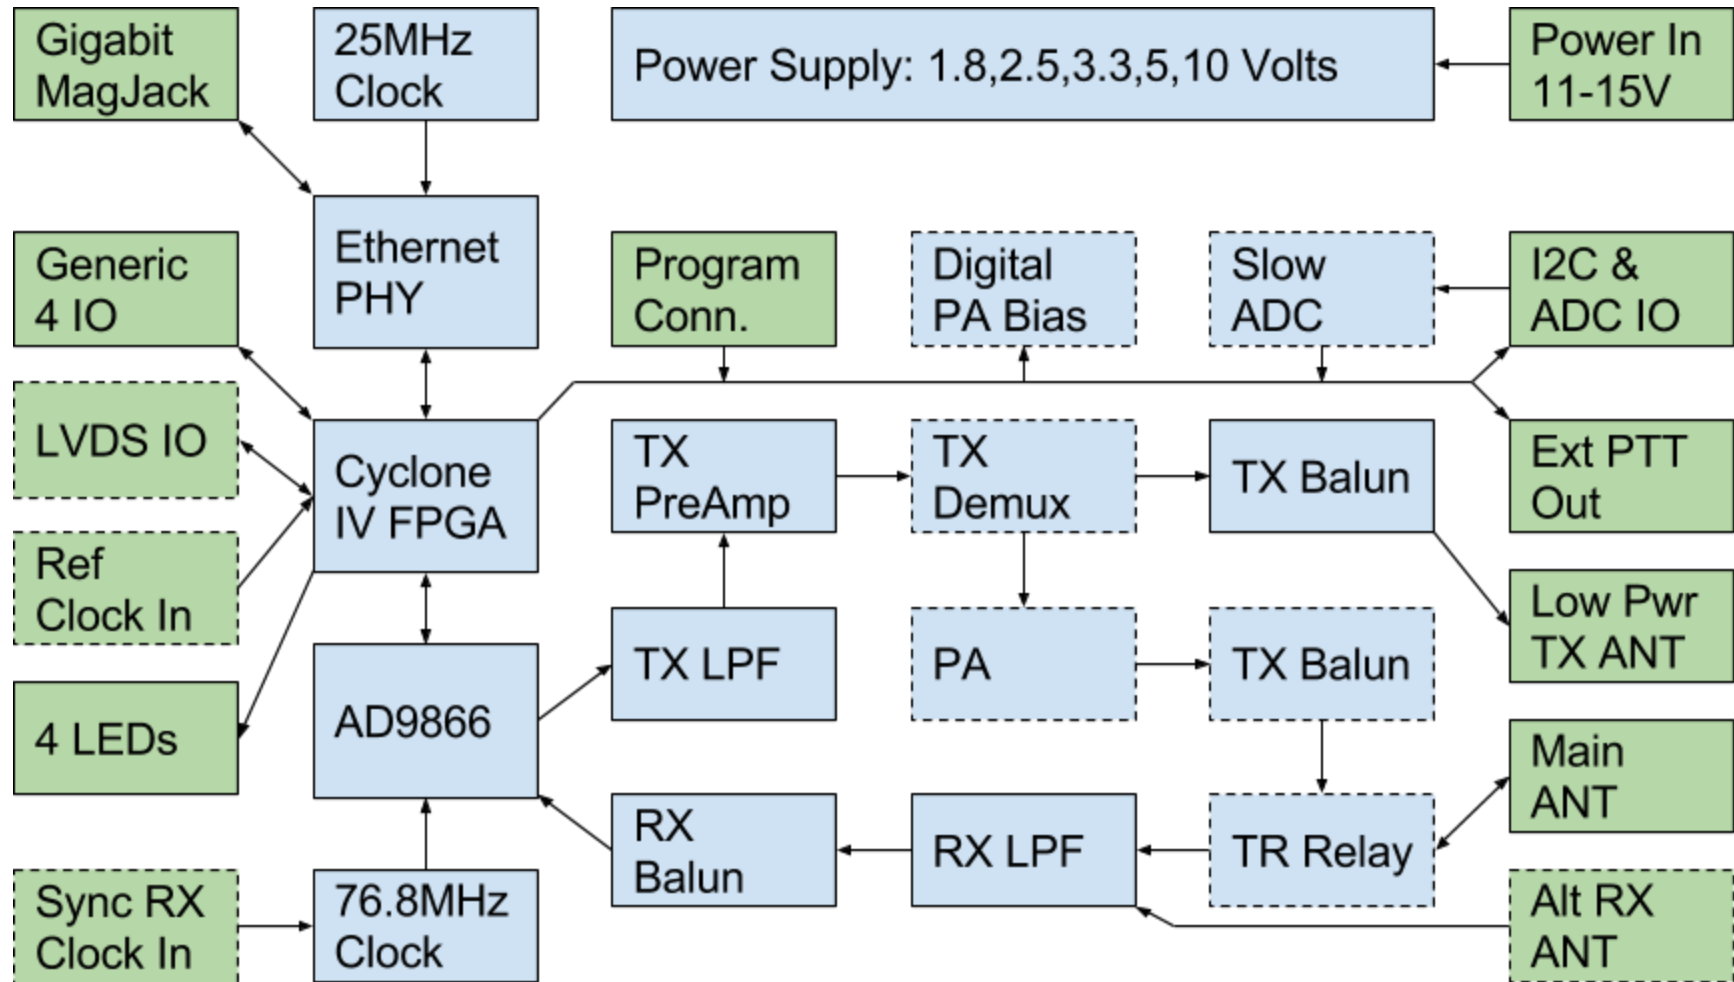 Gigabit
MagJack
25MHz
Clock
Power Supply: 1.8,2.5,3.3,5,10 Volts
Power In
11-15V
Generic
4 IO
Ethernet
PHY
Program
Conn.
Digital
PA Bias
Slow
ADC
I2C &
ADC IO
LVDS IO
Cyclone
IV FPGA
TX
PreAmp
TX
Demux
TX Balun
Ext PTT
Out
Ref
Clock In
TX LPF
PA
TX Balun
Low Pwr
TX ANT
4 LEDs
AD9866
Main
ANT
RX
Balun
RX LPF
TR Relay
Sync RX
Clock In
76.8MHz
Clock
Alt RX
ANT